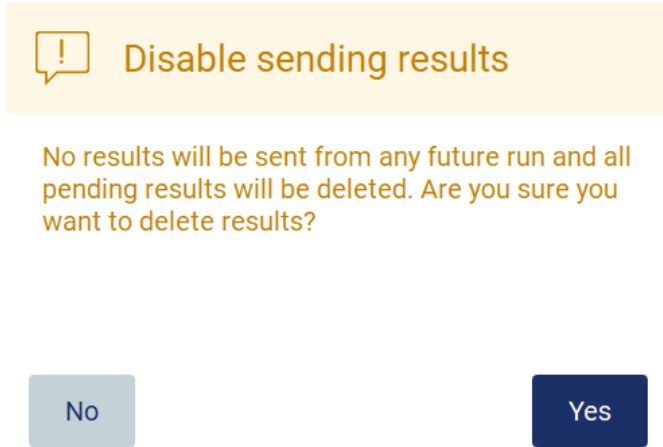 Disable sending results
No results will be sent from any future run and all
pending results will be deleted. Are you sure you
want to delete results?
No
Yes